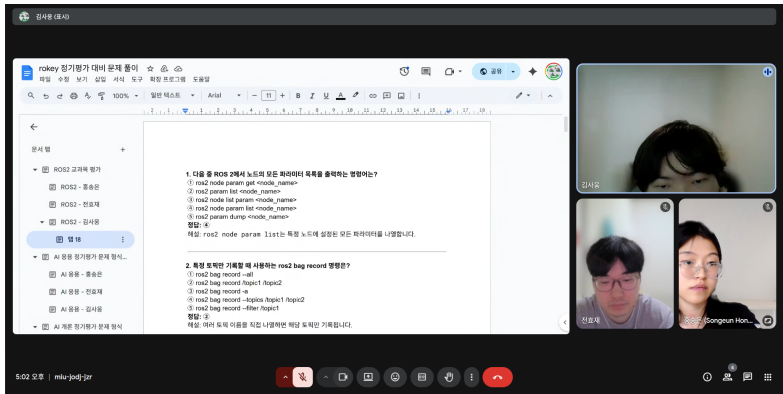 김사웅 (표시)
rokey 정기평가 대비 문제 풀이
파일 수정 보기 삽입 서식 도구 확장 프로그램 도움말
공유
100% 일반 텍스트 Arial 11 B I U A
문서 탭
ROS2 교과목 평가
ROS2 - 홍송은
ROS2 - 전효재
ROS2 - 김사웅
탭 18
AI 응용 정기평가 문제 형식...
AI 응용 - 홍송은
AI 응용 - 전효재
AI 응용 - 김사웅
AI 개론 정기평가 문제 형식
1. 다음 중 ROS 2에서 노드의 모든 파라미터 목록을 출력하는 명령어는?
① ros2 node param get <node_name>
② ros2 param list <node_name>
③ ros2 node list param <node_name>
④ ros2 node param list <node_name>
⑤ ros2 param dump <node_name>
정답: ④
해설: ros2 node param list는 특정 노드에 설정된 모든 파라미터를 나열합니다.
2. 특정 토픽만 기록할 때 사용하는 ros2 bag record 명령은?
① ros2 bag record --all
② ros2 bag record /topic1 /topic2
③ ros2 bag record -a
④ ros2 bag record --topics /topic1 /topic2
⑤ ros2 bag record --filter /topic1
정답: ②
해설: 여러 토픽 이름을 직접 나열하면 해당 토픽만 기록됩니다.
김사웅
전효재
(Songeun Hon...
5:02 오후 | mlu-jodj-jzr
4